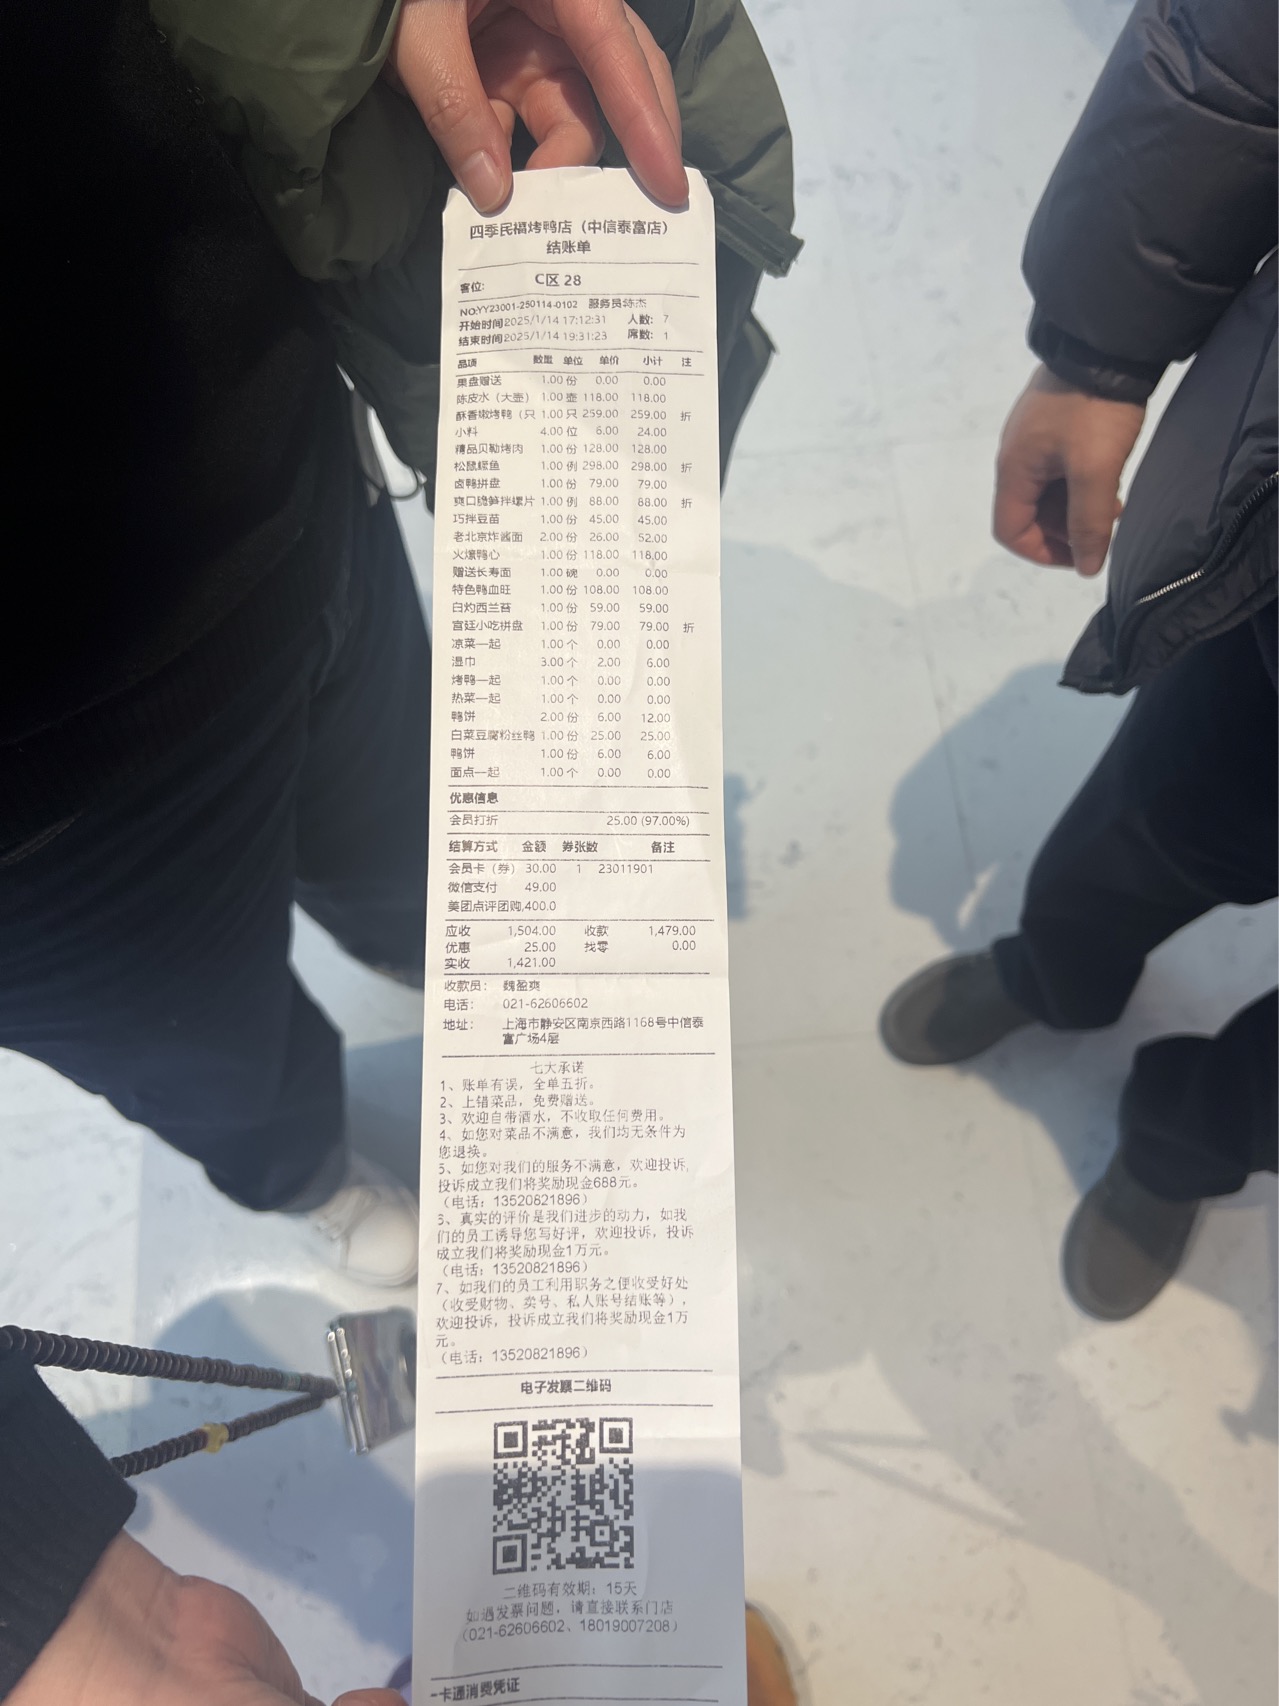 四季民福烤鸭店（中信泰富店）
结账单
客位: C区 28
NO:YY23001-250114-0102 服务员:杰
开始时间 2025/1/14 17:12:31 人数: 7
结束时间 2025/1/14 19:31:23 席数: 1
品项 数量 单位 单价 小计 注
果盘赠送 1.00 份 0.00 0.00
陈皮水（大壶） 1.00 壶 118.00 118.00
酥香嫩烤鸭（只 1.00 只 259.00 259.00 折
小料 4.00 位 6.00 24.00
精品贝勒烤肉 1.00 份 128.00 128.00
松鼠鳜鱼 1.00 例 298.00 298.00 折
卤鸭拼盘 1.00 份 79.00 79.00
爽口脆笋拌螺片 1.00 例 88.00 88.00 折
巧拌豆苗 1.00 份 45.00 45.00
老北京炸酱面 2.00 份 26.00 52.00
火燎鸭心 1.00 份 118.00 118.00
赠送长寿面 1.00 碗 0.00 0.00
特色鸭血旺 1.00 份 108.00 108.00
白灼西兰苔 1.00 份 59.00 59.00
宫廷小吃拼盘 1.00 份 79.00 79.00 折
凉菜一起 1.00 个 0.00 0.00
湿巾 3.00 个 2.00 6.00
烤鸭一起 1.00 个 0.00 0.00
热菜一起 1.00 个 0.00 0.00
鸭饼 2.00 份 6.00 12.00
白菜豆腐粉丝鸭 1.00 份 25.00 25.00
鸭饼 1.00 份 6.00 6.00
面点一起 1.00 个 0.00 0.00
优惠信息
会员打折 25.00 (97.00%)
结算方式 金额 券张数 备注
会员卡（券） 30.00 1 23011901
微信支付 49.00
美团点评团购,400.0
应收 1,504.00 收款 1,479.00
优惠 25.00 找零 0.00
实收 1,421.00
收款员: 魏盈爽
电话: 021-62606602
地址: 上海市静安区南京西路1168号中信泰
富广场4层
七大承诺
1、账单有误，全单五折。
2、上错菜品，免费赠送。
3、欢迎自带酒水，不收取任何费用。
4、如您对菜品不满意，我们均无条件为
您退换。
5、如您对我们的服务不满意，欢迎投诉，
投诉成立我们将奖励现金688元。
（电话：13520821896）
6、真实的评价是我们进步的动力，如我
们的员工诱导您写好评，欢迎投诉，投诉
成立我们将奖励现金1万元。
（电话：13520821896）
7、如我们的员工利用职务之便收受好处
（收受财物、卖号、私人账号结账等），
欢迎投诉，投诉成立我们将奖励现金1万
元。
（电话：13520821896）
电子发票二维码
二维码有效期：15天
如遇发票问题，请直接联系门店
（021-62606602、18019007208）
一卡通消费凭证